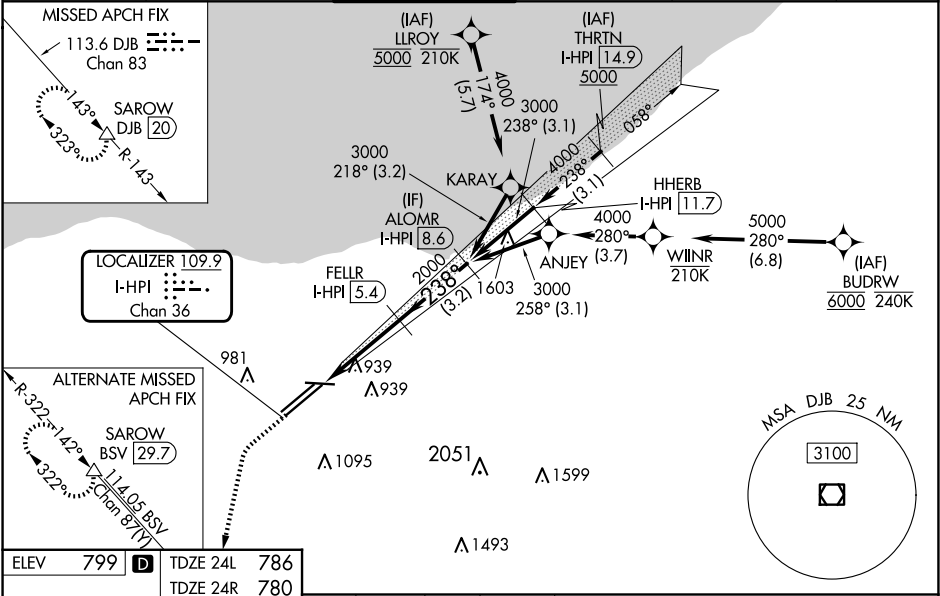 MISSED APCH FIX
113.6 DJB
Chan 83
143°
323°
SAROW
DJB 20
R-143
(IAF)
LLROY
5000 210K
4000
174°
(5.7)
(IAF)
THRTN
I-HPI 14.9
5000
3000
238° (3.1)
058°
3000
218° (3.2)
KARAY
4000
238°
(3.1)
HHERB
I-HPI 11.7
(IF)
ALOMR
I-HPI 8.6
4000
280°
(3.7)
5000
280°
(6.8)
ANJEY
WIINR
210K
(IAF)
BUDRW
6000 240K
LOCALIZER 109.9
I-HPI
Chan 36
FELLR
I-HPI 5.4
2000
238°
(3.2)
1603
3000
258° (3.1)
981
939
939
ALTERNATE MISSED
APCH FIX
R-322
142°
322°
SAROW
BSV 29.7
114.05 BSV
Chan 87(Y)
1095
2051
1599
1493
MSA DJB 25 NM
3100
ELEV 799 D TDZE 24L 786
TDZE 24R 780